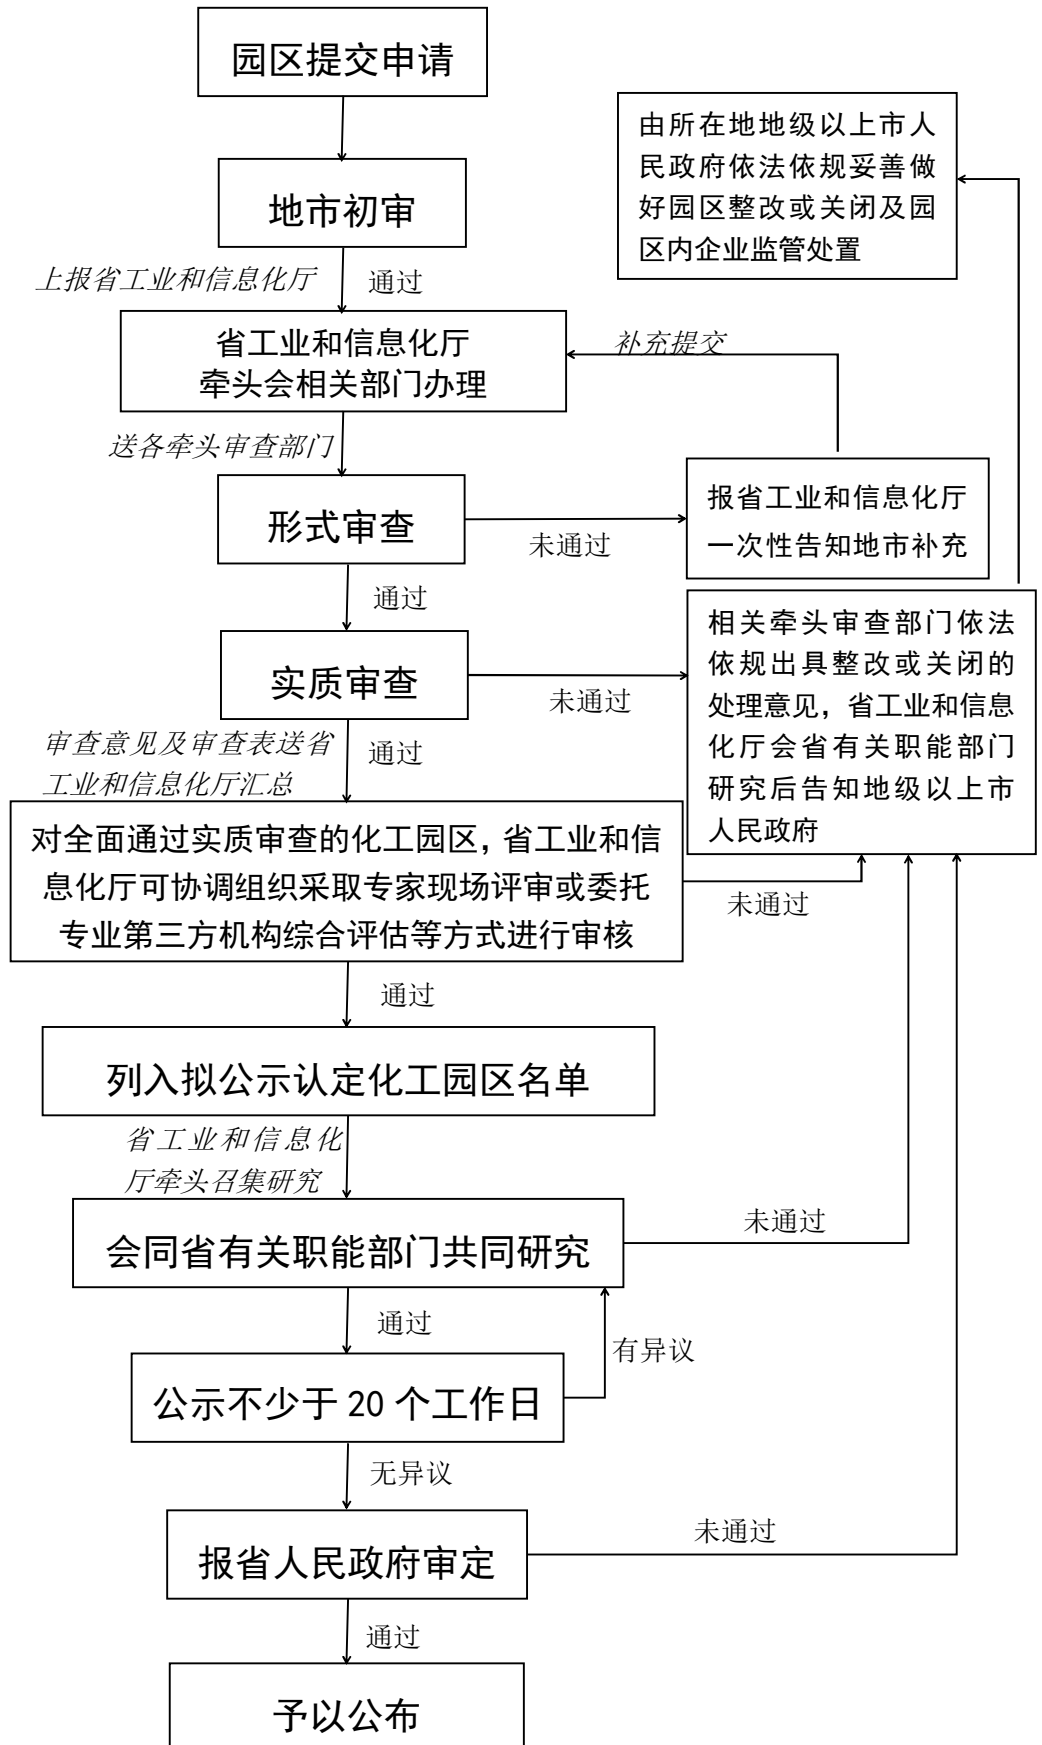 园区提交申请
由所在地地级以上市人
民政府依法依规妥善做
好园区整改或关闭及园
区内企业监管处置
地市初审
上报省工业和信息化厅
通过
省工业和信息化厅
牵头会相关部门办理
补充提交
送各牵头审查部门
形式审查
未通过
报省工业和信息化厅
一次性告知地市补充
通过
实质审查
未通过
相关牵头审查部门依法
依规出具整改或关闭的
处理意见，省工业和信息
化厅会省有关职能部门
研究后告知地级以上市
人民政府
审查意见及审查表送省
工业和信息化厅汇总
通过
对全面通过实质审查的化工园区，省工业和信
息化厅可协调组织采取专家现场评审或委托
专业第三方机构综合评估等方式进行审核
未通过
通过
列入拟公示认定化工园区名单
省工业和信息化
厅牵头召集研究
会同省有关职能部门共同研究
未通过
通过
有异议
公示不少于 20 个工作日
无异议
报省人民政府审定
未通过
通过
予以公布